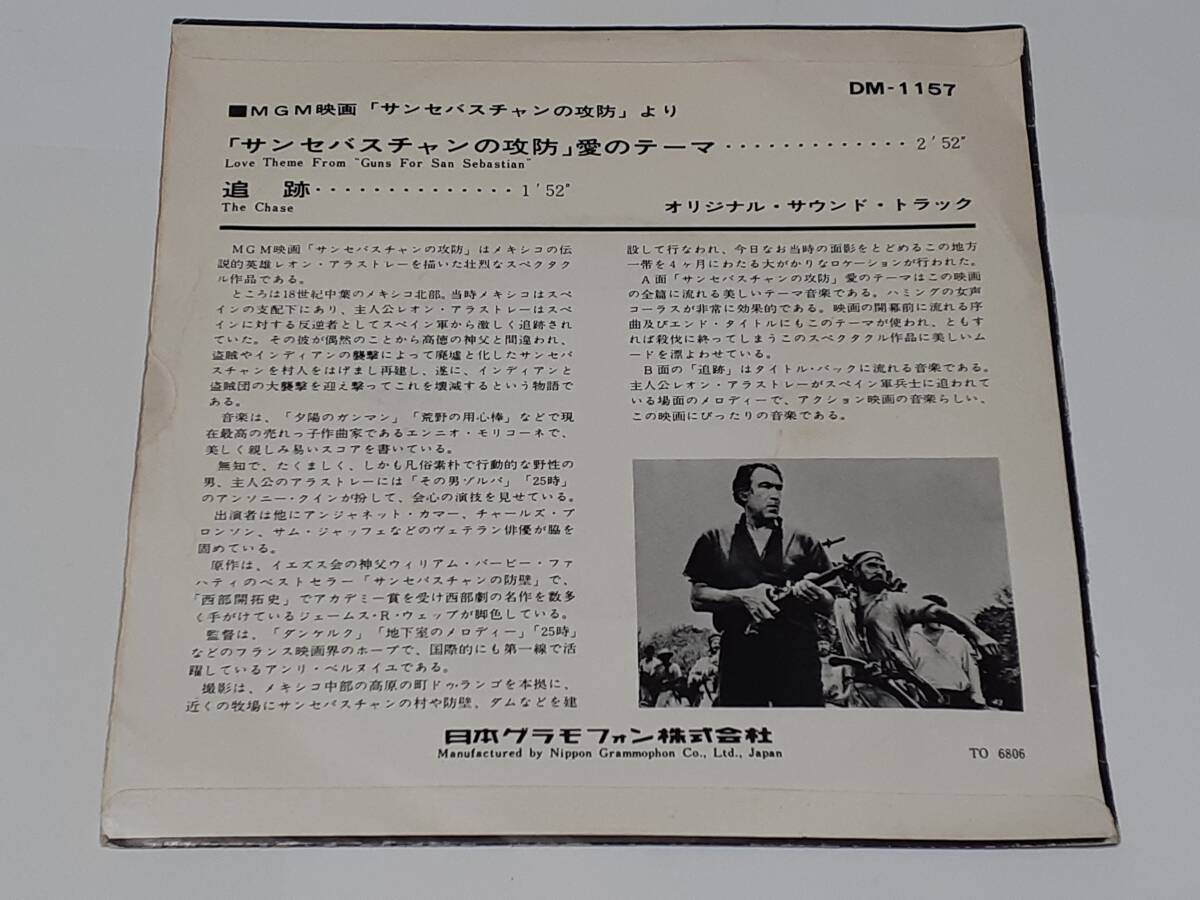 DM-1157
■MGM映画「サンセバスチャンの攻防」より
「サンセバスチャンの攻防」愛のテーマ・・・・・・・・・・・・・2'52"
Love Theme From "Guns For San Sebastian"
追 跡・・・・・・・・・・・・・・1'52"
The Chase
オリジナル・サウンド・トラック
MGM映画「サンセバスチャンの攻防」はメキシコの伝
説的英雄レオン・アラストレーを描いた壮烈なスペクタク
ル作品である。
ところは18世紀中葉のメキシコ北部。当時メキシコはスペ
インの支配下にあり、主人公レオン・アラストレーはスペ
インに対する反逆者としてスペイン軍から激しく追跡され
ていた。その彼が偶然のことから高徳の神父と間違われ、
盗賊やインディアンの襲撃によって廃墟と化したサンセバ
スチャンを村人をはげまし再建し、遂に、インディアンと
盗賊団の大襲撃を迎え撃ってこれを壊滅するという物語で
ある。
音楽は、「夕陽のガンマン」「荒野の用心棒」などで現
在最高の売れっ子作曲家であるエンニオ・モリコーネで、
美しく親しみ易いスコアを書いている。
無知で、たくましく、しかも凡俗素朴で行動的な野性の
男、主人公のアラストレーには「その男ゾルバ」「25時」
のアンソニー・クインが扮して、会心の演技を見せている。
出演者は他にアンジャネット・カマー、チャールズ・ブ
ロンソン、サム・ジャッフェなどのヴェテラン俳優が脇を
固めている。
原作は、イエズス会の神父ウィリアム・バービー・ファ
ハティのベストセラー「サンセバスチャンの防壁」で、
「西部開拓史」でアカデミー賞を受け西部劇の名作を数多
く手がけているジェームス・R・ウェッブが脚色している。
監督は、「ダンケルク」「地下室のメロディー」「25時」
などのフランス映画界のホープで、国際的にも第一線で活
躍しているアンリ・ベルヌイユである。
撮影は、メキシコ中部の高原の町ドゥ・ランゴを本拠に、
近くの牧場にサンセバスチャンの村や防壁、ダムなどを建
設して行なわれ、今日なお当時の面影をとどめるこの地方
一帯を4ヶ月にわたる大がかりなロケーションが行われた。
A面「サンセバスチャンの攻防」愛のテーマはこの映画
の全篇に流れる美しいテーマ音楽である。ハミングの女声
コーラスが非常に効果的である。映画の開幕前に流れる序
曲及びエンド・タイトルにもこのテーマが使われ、ともす
れば殺伐に終ってしまうこのスペクタクル作品に美しいム
ードを漂よわせている。
B面の「追跡」はタイトル・バックに流れる音楽である。
主人公レオン・アラストレーがスペイン軍兵士に追われて
いる場面のメロディーで、アクション映画の音楽らしい、
この映画にぴったりの音楽である。
日本グラモフォン株式会社
Manufactured by Nippon Grammophon Co., Ltd., Japan
TO 6806